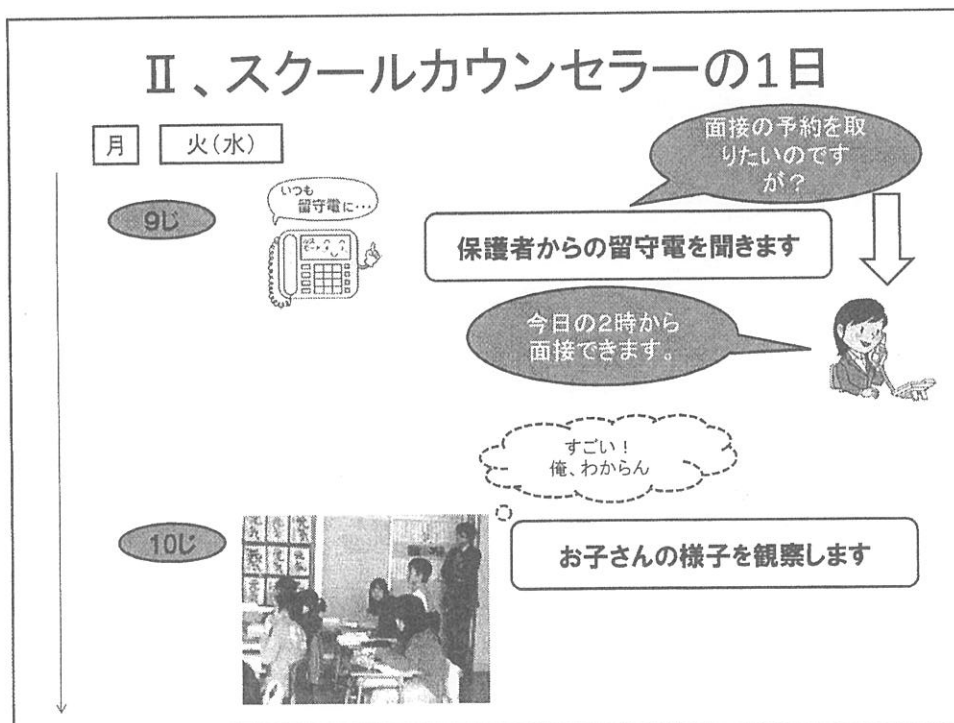 Ⅱ、スクールカウンセラーの1日
月
火(水)
面接の予約を取
りたいのです
が？
9じ
いつも
留守電に・・・
保護者からの留守電を聞きます
今日の2時から
面接できます。
すごい！
俺、わからん
10じ
お子さんの様子を観察します